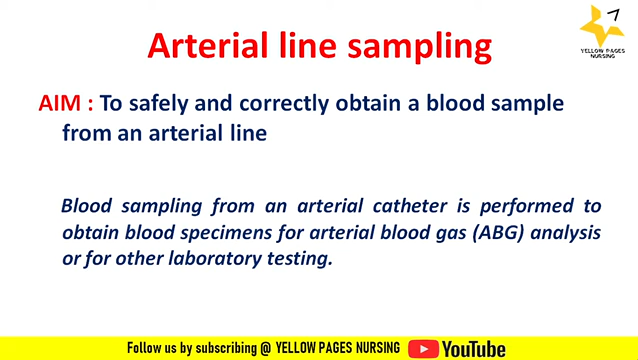 Arterial line sampling
YELLOW PAGES
NURSING
AIM : To safely and correctly obtain a blood sample
from an arterial line
Blood sampling from an arterial catheter is performed to
obtain blood specimens for arterial blood gas (ABG) analysis
or for other laboratory testing.
Follow us by subscribing @ YELLOW PAGES NURSING YouTube